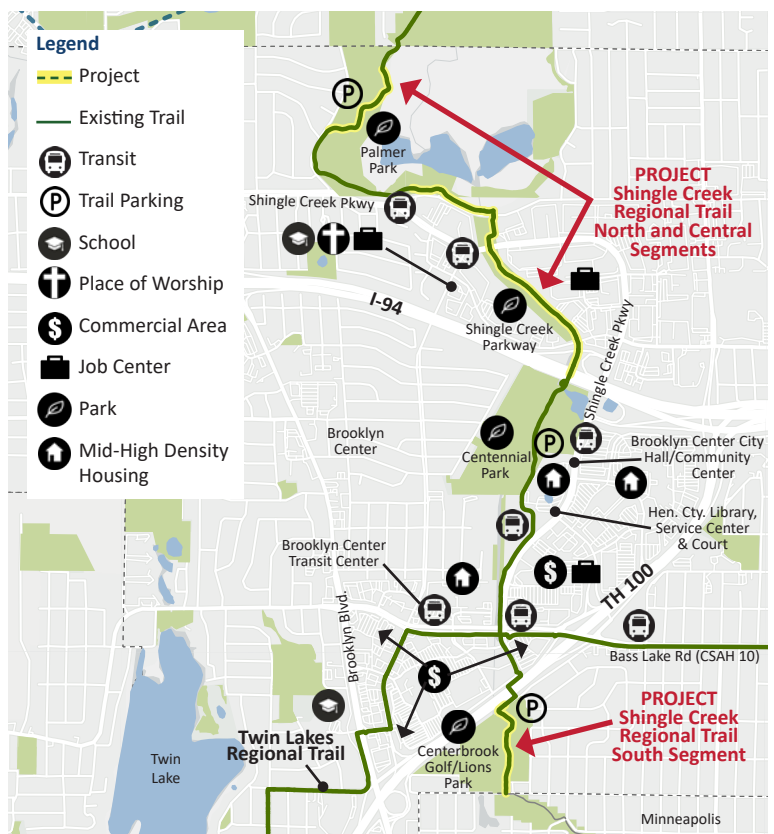 Legend
Project
Existing Trail
Transit
P
Trail Parking
School
Place of Worship
$
Commercial Area
Job Center
Park
Mid-High Density
Housing
P
Palmer
Park
Shingle Creek Pkwy
PROJECT
Shingle Creek
Regional Trail
North and Central
Segments
I-94
Shingle Creek
Parkway
Shingle Creek Pkwy
Brooklyn
Center
Centennial
Park
P
Brooklyn Center City
Hall/Community
Center
Hen. Cty. Library,
Service Center
& Court
Brooklyn Center
Transit Center
$
TH 100
Brooklyn Blvd.
Bass Lake Rd (CSAH 10)
$
PROJECT
Shingle Creek
Regional Trail
South Segment
P
Twin Lakes
Regional Trail
Centerbrook
Golf/Lions
Park
Twin
Lake
Minneapolis